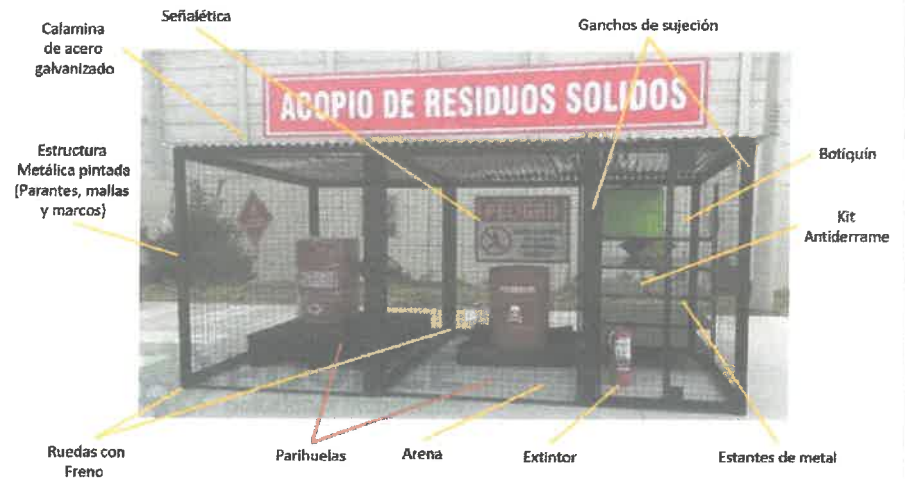 Señalética
Ganchos de sujeción
Calamina
de acero
galvanizado
ACOPIO DE RESIDUOS SOLIDOS
Estructura
Metálica pintada
(Parantes, mallas
y marcos)
Botiquín
PELIGRO
Kit
Antiderrame
Ruedas con
Freno
Parihuelas
Arena
Extintor
Estantes de metal